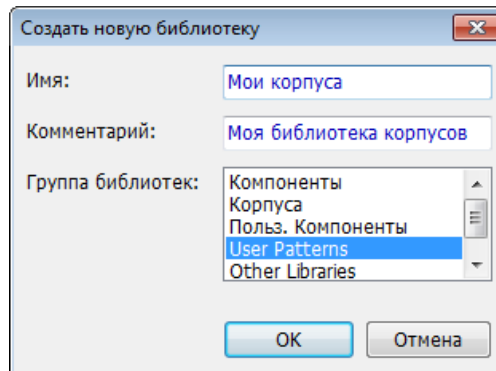 Создать новую библиотеку
Имя: Мои корпуса
Комментарий: Моя библиотека корпусов
Группа библиотек: Компоненты
Корпуса
Польз. Компоненты
User Patterns
Other Libraries
OK Отмена